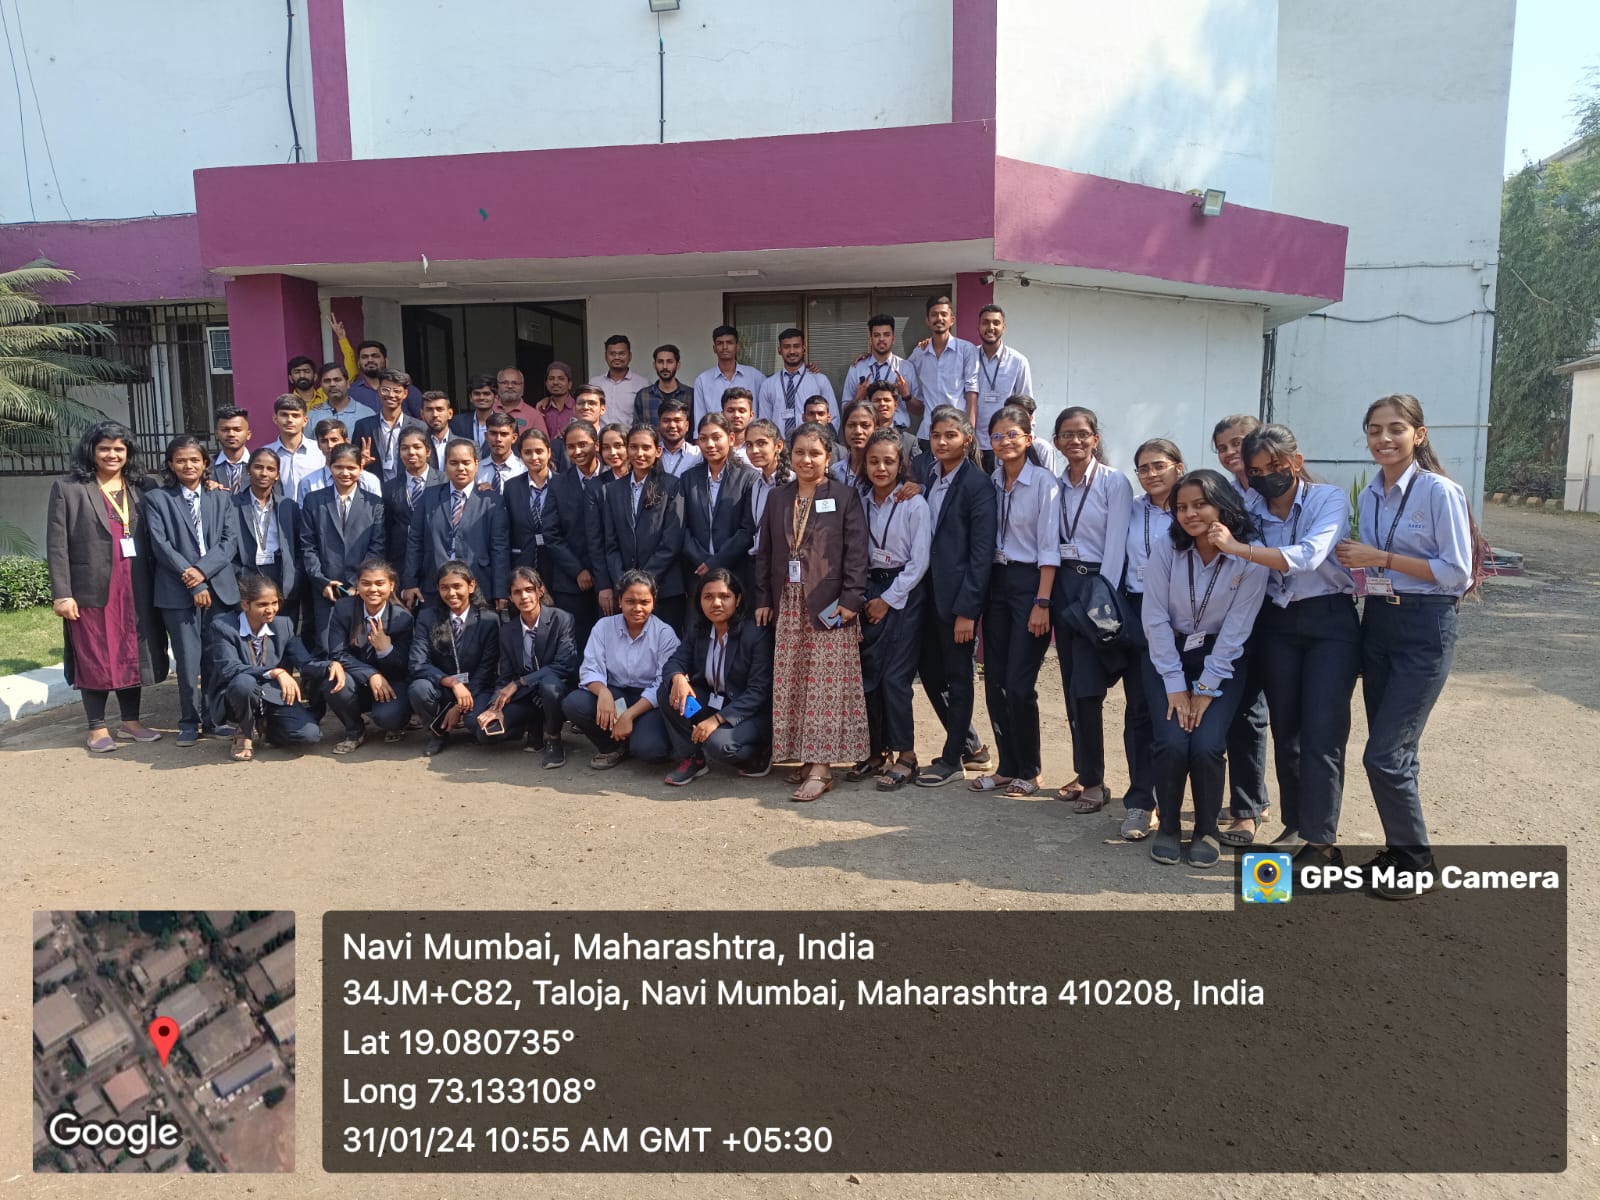 GPS Map Camera
Navi Mumbai, Maharashtra, India
34JM+C82, Taloja, Navi Mumbai, Maharashtra 410208, India
Lat 19.080735°
Long 73.133108°
31/01/24 10:55 AM GMT +05:30
Google